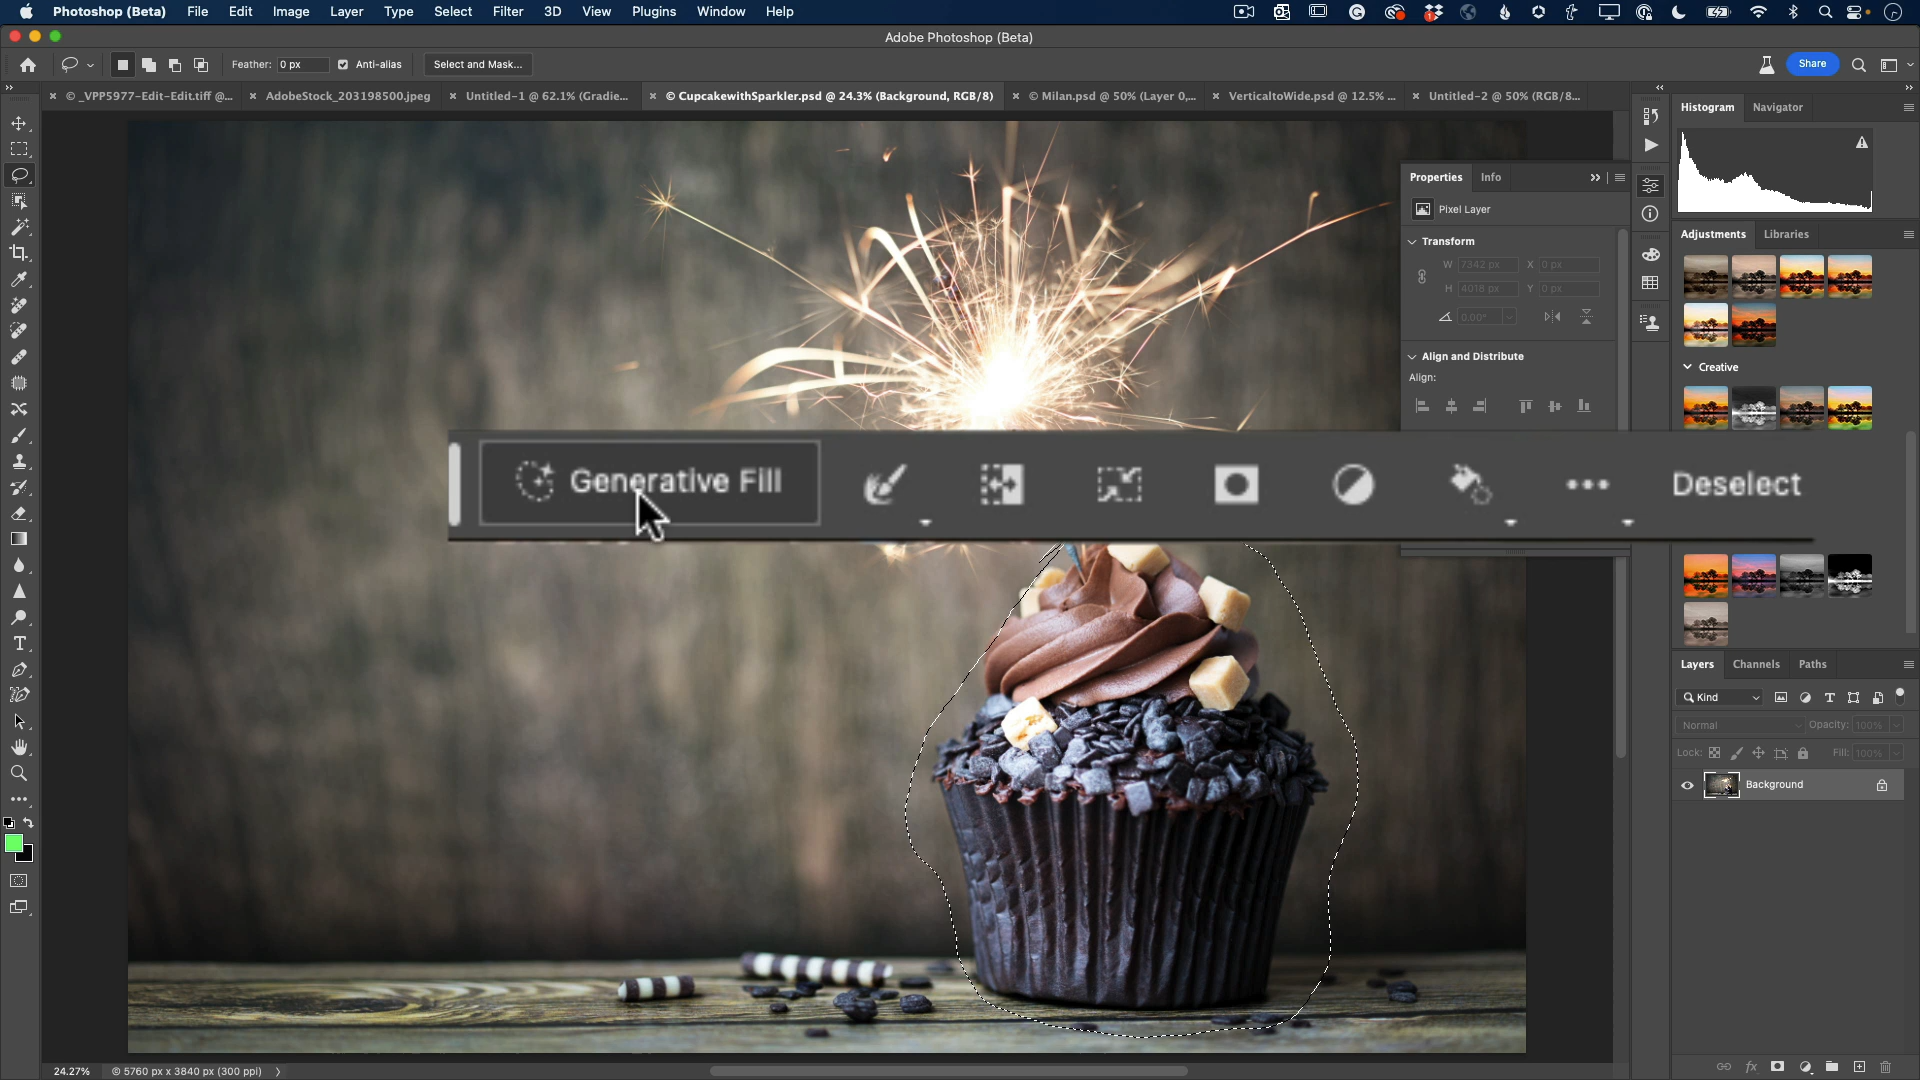 Photoshop (Beta) File Edit Image Layer Type Select Filter 3D View Plugins Window Help
Adobe Photoshop (Beta)
Feather: 0 px Anti-alias Select and Mask... Share
© _VPP5977-Edit-Edit.tiff @... AdobeStock_203198500.jpeg Untitled-1 @ 62.1% (Gradie... © CupcakewithSparkler.psd @ 24.3% (Background, RGB/8) © Milan.psd @ 50% (Layer 0,... VerticaltoWide.psd @ 12.5% ... Untitled-2 @ 50% (RGB/8...
Histogram Navigator
Properties Info
Pixel Layer
Transform
W 7342 px X 0 px
H 4018 px Y 0 px
0.00°
Align and Distribute
Align:
Adjustments Libraries
Creative
Generative Fill Deselect
Layers Channels Paths
Kind
Normal Opacity: 100%
Lock: Fill: 100%
Background
24.27% © 5760 px x 3840 px (300 ppi)